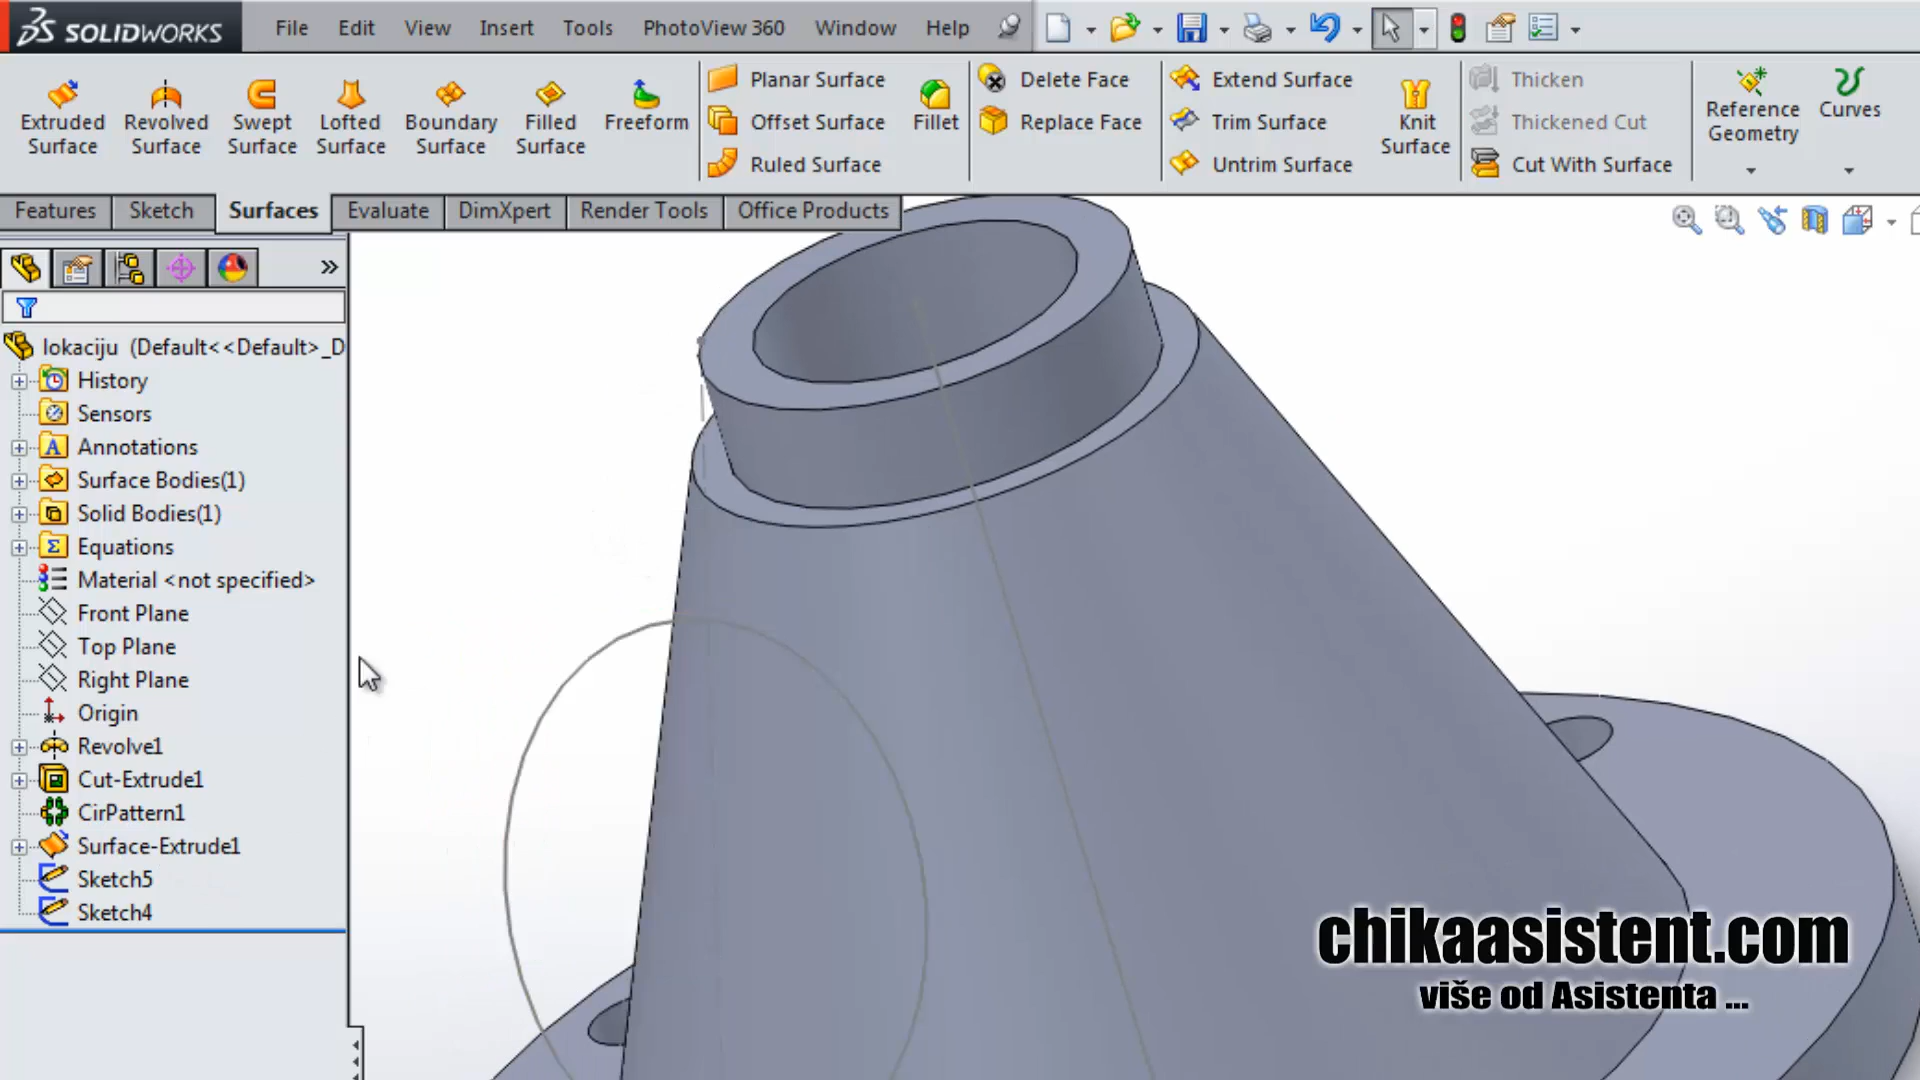 SOLIDWORKS File Edit View Insert Tools PhotoView 360 Window Help
Extruded Surface
Revolved Surface
Swept Surface
Lofted Surface
Boundary Surface
Filled Surface
Freeform
Planar Surface
Offset Surface
Ruled Surface
Fillet
Delete Face
Replace Face
Extend Surface
Trim Surface
Untrim Surface
Knit Surface
Thicken
Thickened Cut
Cut With Surface
Reference Geometry
Curves
Features Sketch Surfaces Evaluate DimXpert Render Tools Office Products
lokaciju (Default<<Default>_D
History
Sensors
Annotations
Surface Bodies(1)
Solid Bodies(1)
Equations
Material <not specified>
Front Plane
Top Plane
Right Plane
Origin
Revolve1
Cut-Extrude1
CirPattern1
Surface-Extrude1
Sketch5
Sketch4
chikaasistent.com
više od Asistenta ...